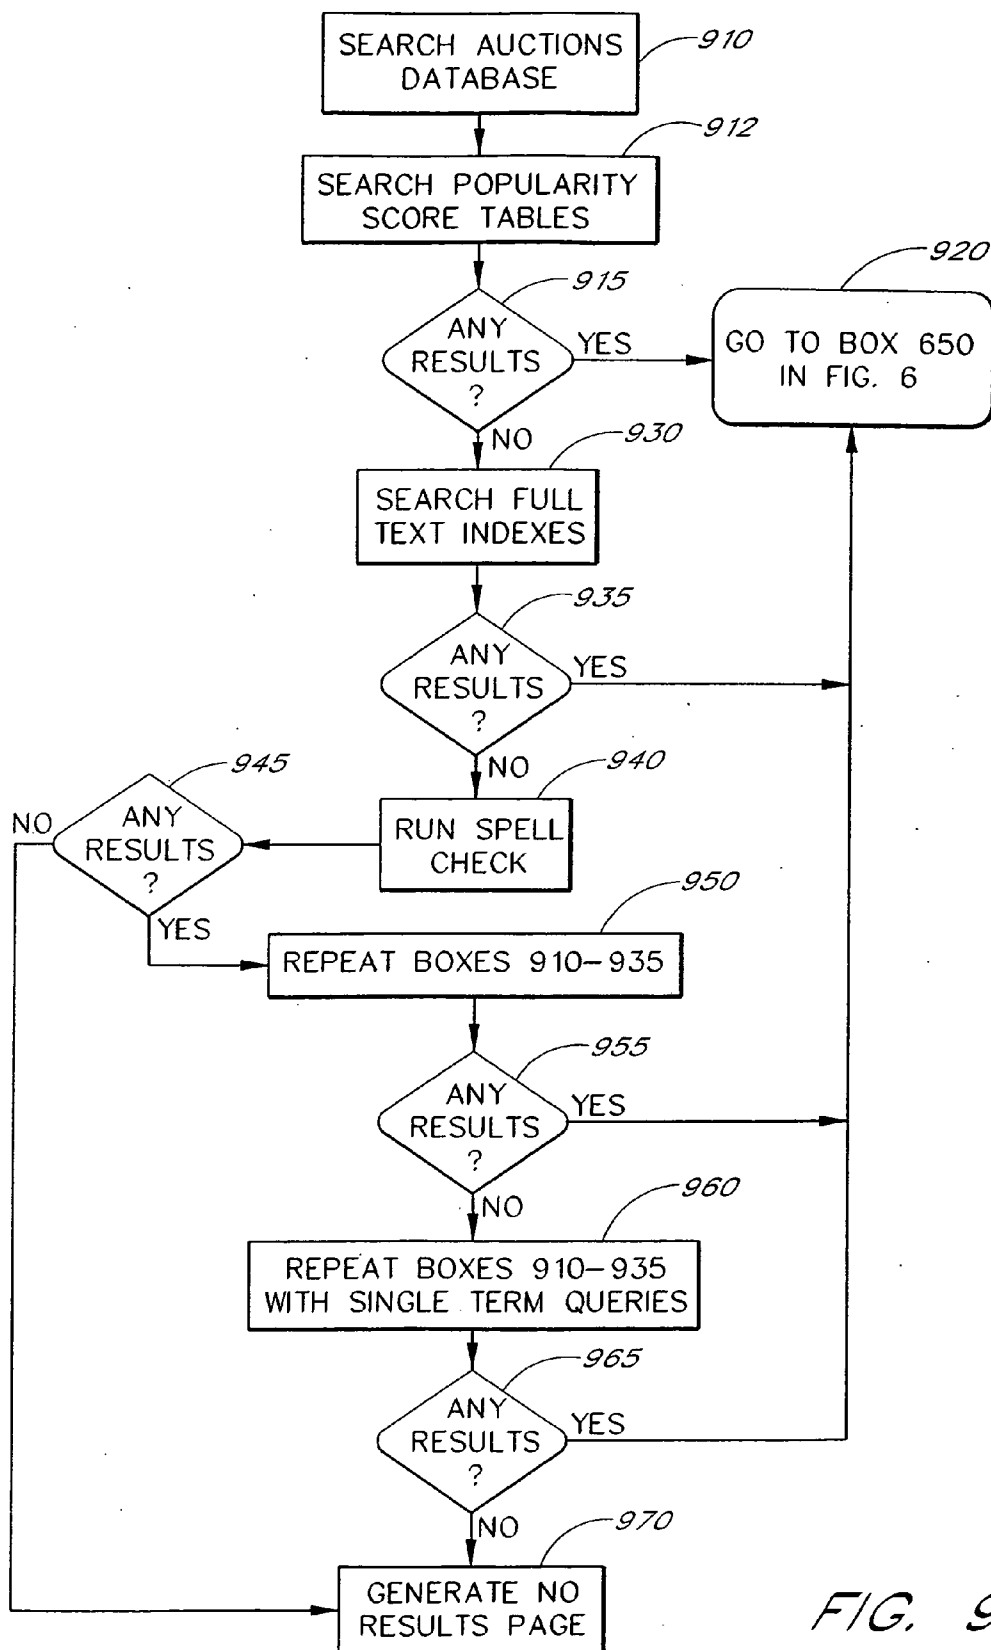 910
SEARCH AUCTIONS
DATABASE
912
SEARCH POPULARITY
SCORE TABLES
915
ANY
RESULTS
?
YES
NO
920
GO TO BOX 650
IN FIG. 6
930
SEARCH FULL
TEXT INDEXES
935
ANY
RESULTS
?
YES
NO
940
RUN SPELL
CHECK
945
ANY
RESULTS
?
NO
YES
950
REPEAT BOXES 910-935
955
ANY
RESULTS
?
YES
NO
960
REPEAT BOXES 910-935
WITH SINGLE TERM QUERIES
965
ANY
RESULTS
?
YES
NO
970
GENERATE NO
RESULTS PAGE
FIG. 9